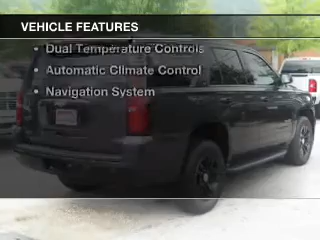 VEHICLE FEATURES
• Dual Temperature Controls
• Automatic Climate Control
• Navigation System